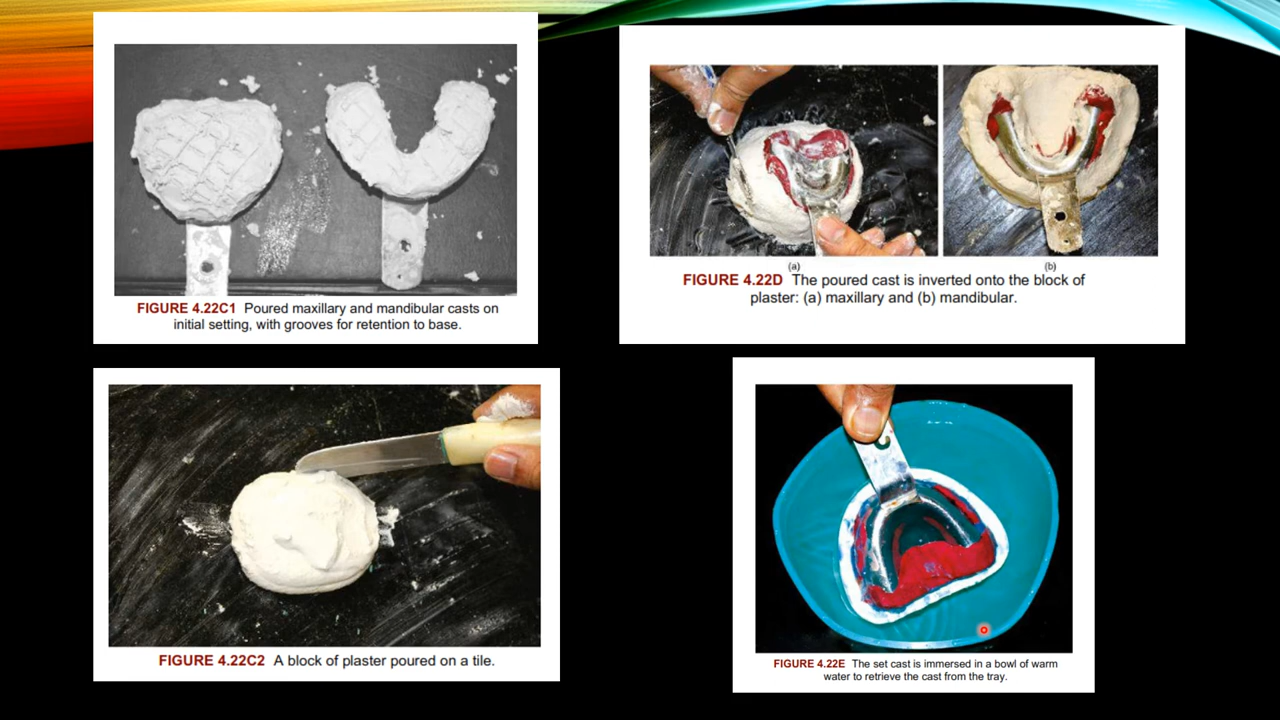 FIGURE 4.22C1 Poured maxillary and mandibular casts on
initial setting, with grooves for retention to base.
(a)
(b)
FIGURE 4.22D The poured cast is inverted onto the block of
plaster: (a) maxillary and (b) mandibular.
FIGURE 4.22C2 A block of plaster poured on a tile.
FIGURE 4.22E The set cast is immersed in a bowl of warm
water to retrieve the cast from the tray.